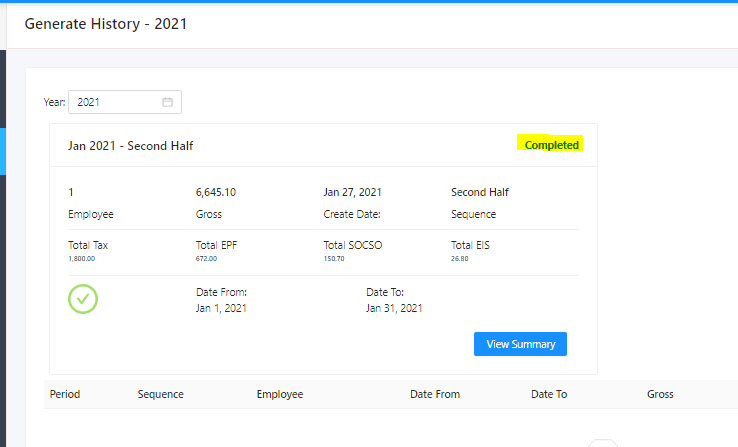 Generate History - 2021
Year: 2021
Jan 2021 - Second Half Completed
1 6,645.10 Jan 27, 2021 Second Half
Employee Gross Create Date: Sequence
Total Tax Total EPF Total SOCSO Total EIS
1,800.00 672.00 150.70 26.80
Date From: Date To:
Jan 1, 2021 Jan 31, 2021
View Summary
Period Sequence Employee Date From Date To Gross